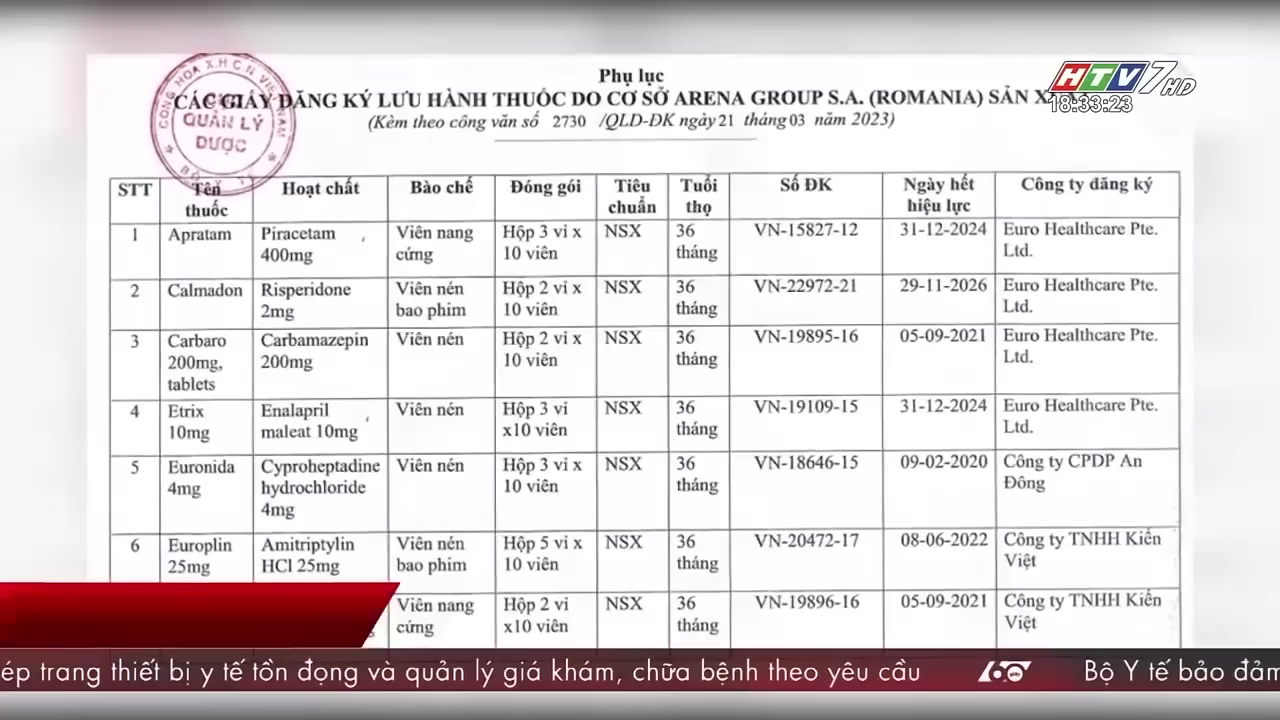 Phụ lục
CÁC GIẤY ĐĂNG KÝ LƯU HÀNH THUỐC DO CƠ SỞ ARENA GROUP S.A. (ROMANIA) SẢN
(Kèm theo công văn số 2730 /QLD-ĐK ngày 21 tháng 03 năm 2023)
HTV7 HD
18:33:23
CỘNG HÒA X.H.C.N VIỆT NAM
CỤC
QUẢN LÝ
DƯỢC
BỘ Y TẾ
STT Tên thuốc Hoạt chất Bào chế Đóng gói Tiêu chuẩn Tuổi thọ Số ĐK Ngày hết hiệu lực Công ty đăng ký
1 Apratam Piracetam 400mg Viên nang cứng Hộp 3 vỉ x 10 viên NSX 36 tháng VN-15827-12 31-12-2024 Euro Healthcare Pte. Ltd.
2 Calmadon Risperidone 2mg Viên nén bao phim Hộp 2 vỉ x 10 viên NSX 36 tháng VN-22972-21 29-11-2026 Euro Healthcare Pte. Ltd.
3 Carbaro 200mg, tablets Carbamazepin 200mg Viên nén Hộp 2 vỉ x 10 viên NSX 36 tháng VN-19895-16 05-09-2021 Euro Healthcare Pte. Ltd.
4 Etrix 10mg Enalapril maleat 10mg Viên nén Hộp 3 vỉ x10 viên NSX 36 tháng VN-19109-15 31-12-2024 Euro Healthcare Pte. Ltd.
5 Euronida 4mg Cyproheptadine hydrochloride 4mg Viên nén Hộp 3 vỉ x 10 viên NSX 36 tháng VN-18646-15 09-02-2020 Công ty CPDP An Đông
6 Europlin 25mg Amitriptylin HCl 25mg Viên nén bao phim Hộp 5 vỉ x 10 viên NSX 36 tháng VN-20472-17 08-06-2022 Công ty TNHH Kiến Việt
Viên nang cứng Hộp 2 vỉ x10 viên NSX 36 tháng VN-19896-16 05-09-2021 Công ty TNHH Kiến Việt
ép trang thiết bị y tế tồn đọng và quản lý giá khám, chữa bệnh theo yêu cầu 60 Bộ Y tế bảo đảm